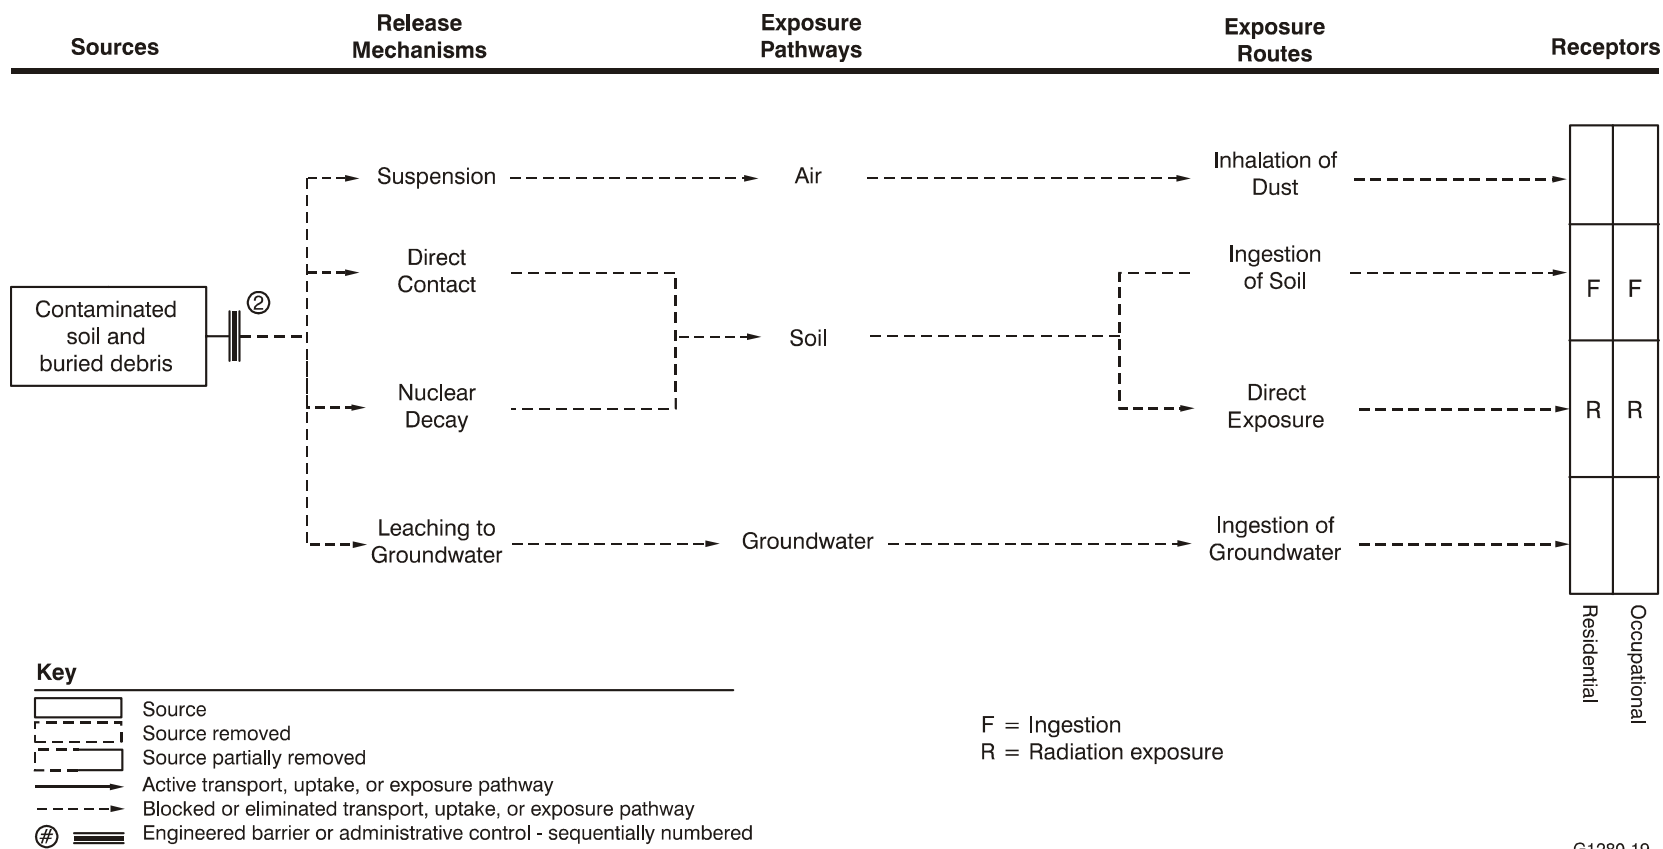 Sources
Release
Mechanisms
Exposure
Pathways
Exposure
Routes
Receptors
Suspension
Air
Inhalation of
Dust
Direct
Contact
Ingestion
of Soil
F F
Contaminated
soil and
buried debris
2
Soil
Nuclear
Decay
Direct
Exposure
R R
Leaching to
Groundwater
Groundwater
Ingestion of
Groundwater
Residential
Occupational
Key
Source
Source removed
Source partially removed
Active transport, uptake, or exposure pathway
Blocked or eliminated transport, uptake, or exposure pathway
# Engineered barrier or administrative control - sequentially numbered
F = Ingestion
R = Radiation exposure